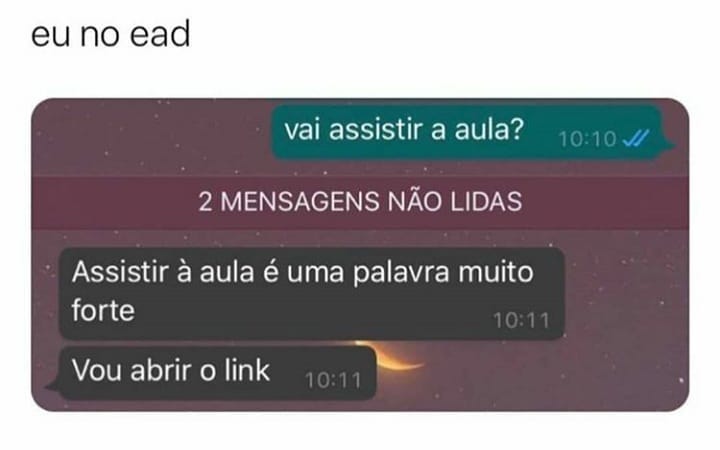 eu no ead
vai assistir a aula?
10:10
2 MENSAGENS NÃO LIDAS
Assistir à aula é uma palavra muito
forte
10:11
Vou abrir o link
10:11